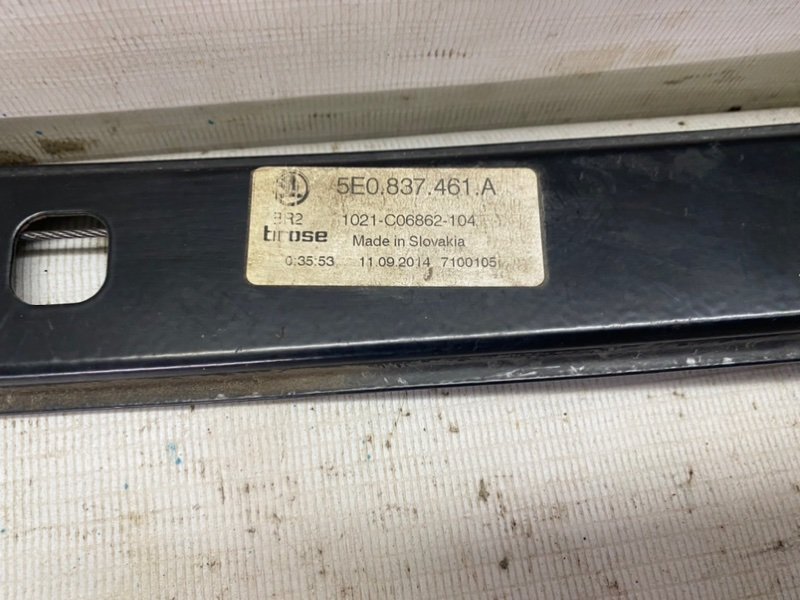 5E0.837.461.A
BR2 1021-C06862-104
brose Made in Slovakia
0:35:53 11.09.2014 7100105